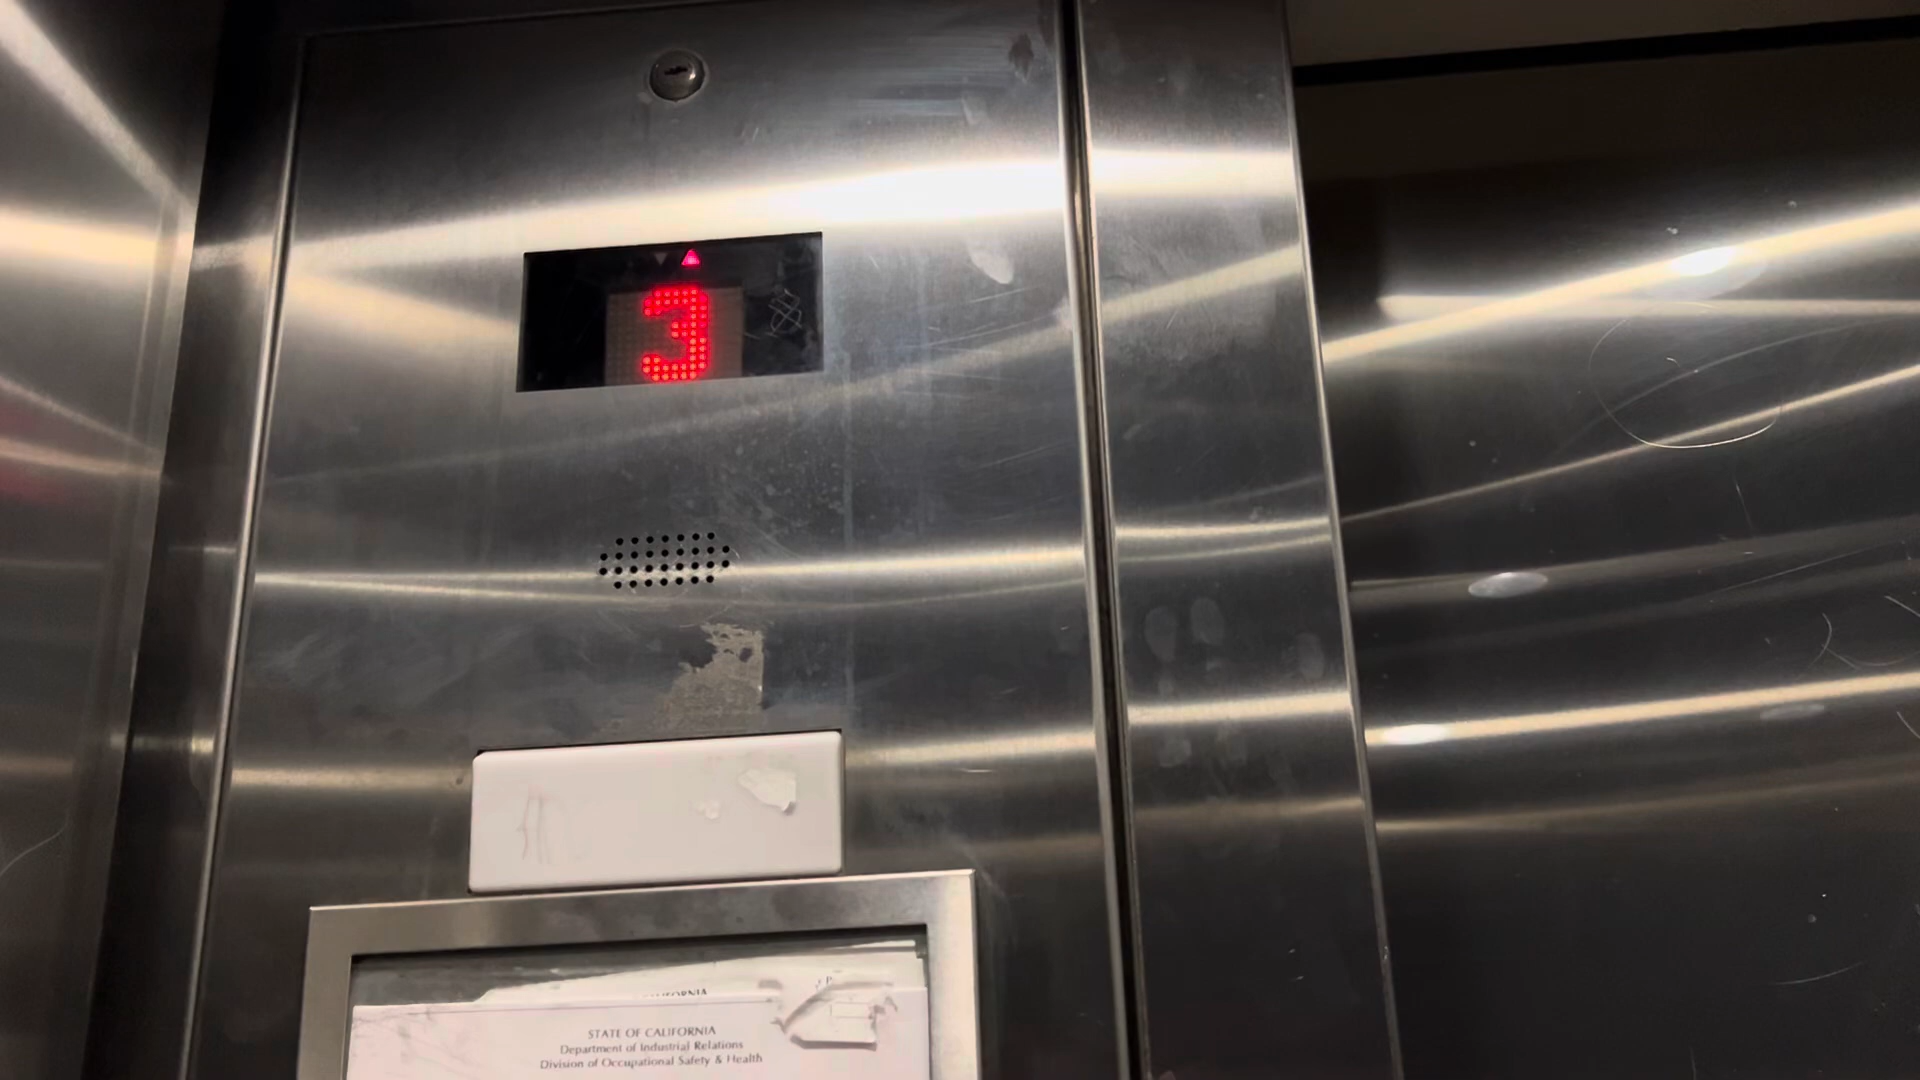 3
STATE OF CALIFORNIA
Department of Industrial Relations
Division of Occupational Safety & Health